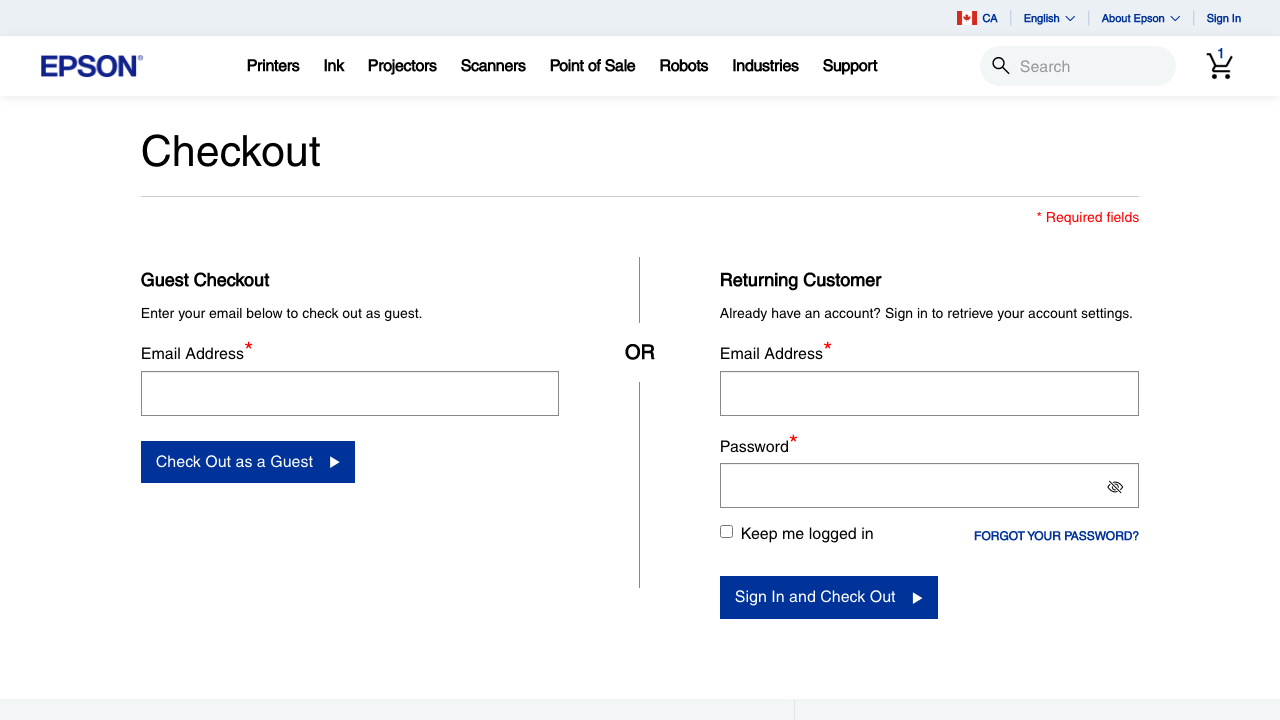 CA English About Epson Sign In
EPSON® Printers Ink Projectors Scanners Point of Sale Robots Industries Support Search 1
Checkout
* Required fields
Guest Checkout
Enter your email below to check out as guest.
Email Address*
Check Out as a Guest
OR
Returning Customer
Already have an account? Sign in to retrieve your account settings.
Email Address*
Password*
Keep me logged in FORGOT YOUR PASSWORD?
Sign In and Check Out